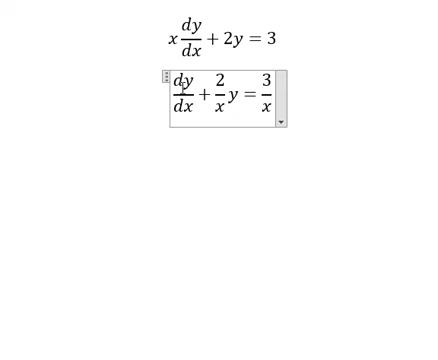 x dy/dx + 2y = 3
dy/dx + 2/x y = 3/x